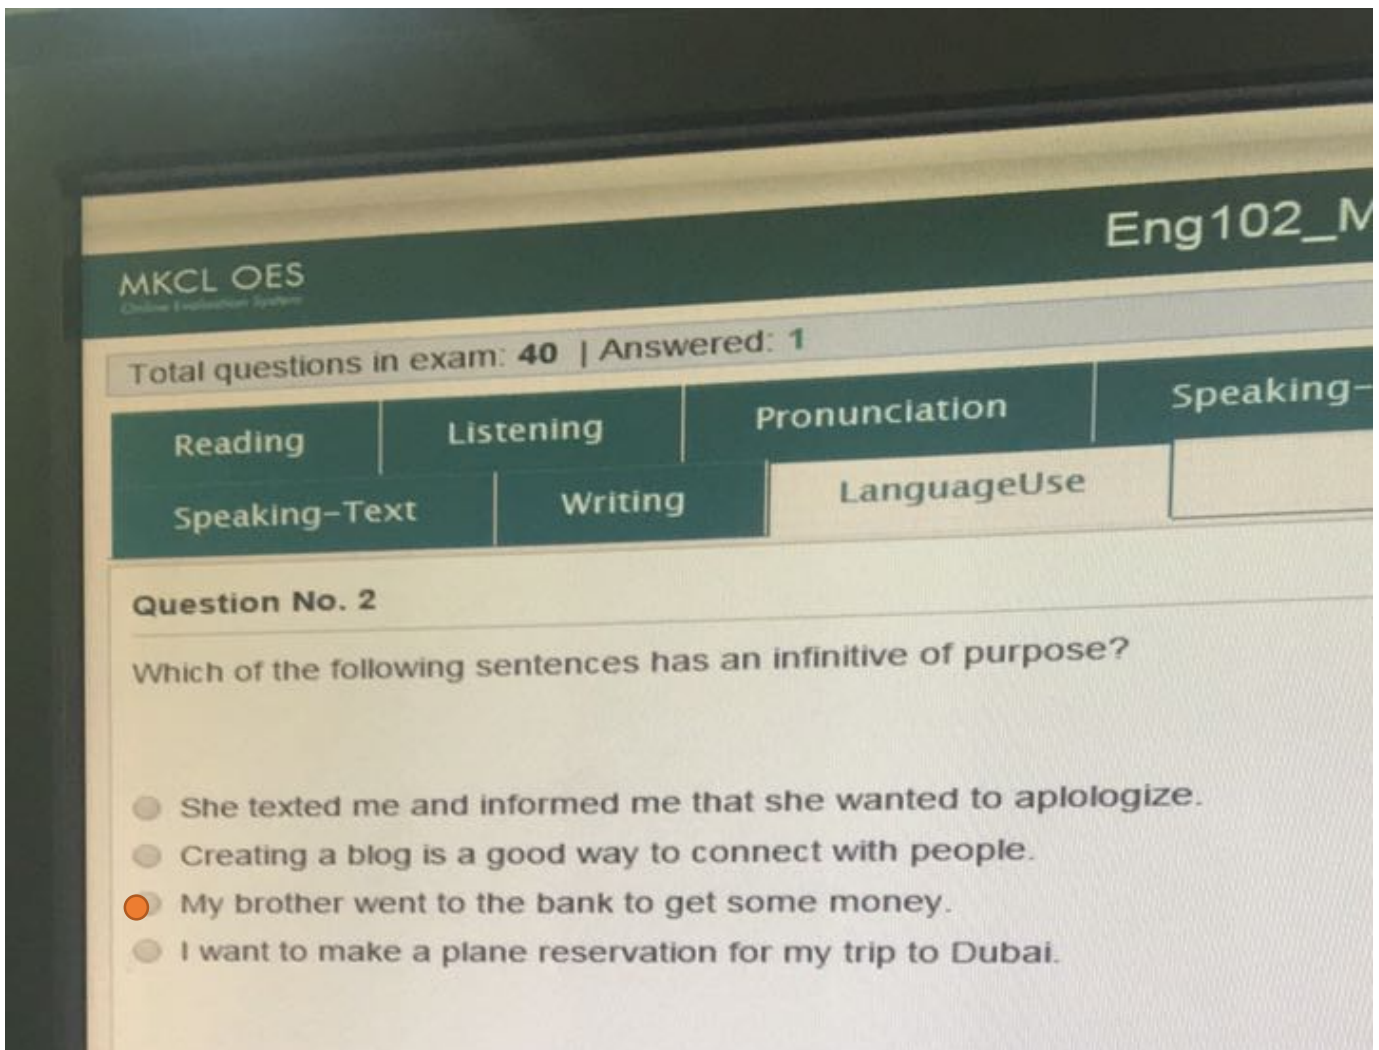 Eng102_M
MKCL OES
Online Evaluation System
Total questions in exam: 40 | Answered: 1
Reading
Listening
Pronunciation
Speaking-
Speaking-Text
Writing
LanguageUse
Question No. 2
Which of the following sentences has an infinitive of purpose?
She texted me and informed me that she wanted to aplologize.
Creating a blog is a good way to connect with people.
My brother went to the bank to get some money.
I want to make a plane reservation for my trip to Dubai.